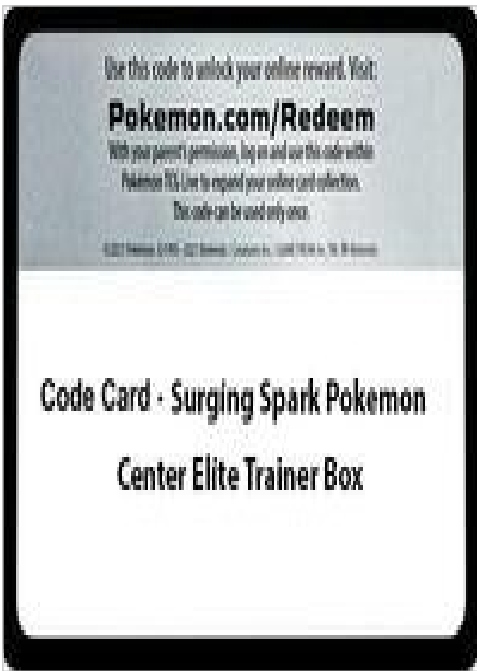 Use this code to unlock your online reward. Visit:
Pokemon.com/Redeem
With your parent's permission, log on and use this code within
Pokémon TCG Live to expand your online card collection.
This code can be used only once.
Code Card - Surging Spark Pokemon
Center Elite Trainer Box